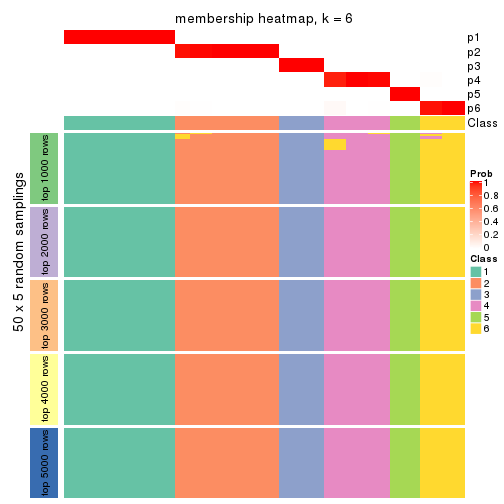 membership heatmap, k = 6
p1
p2
p3
p4
p5
p6
Class
50 x 5 random samplings
top 1000 rows
top 2000 rows
top 3000 rows
top 4000 rows
top 5000 rows
Prob
1
0.8
0.6
0.4
0.2
0
Class
1
2
3
4
5
6